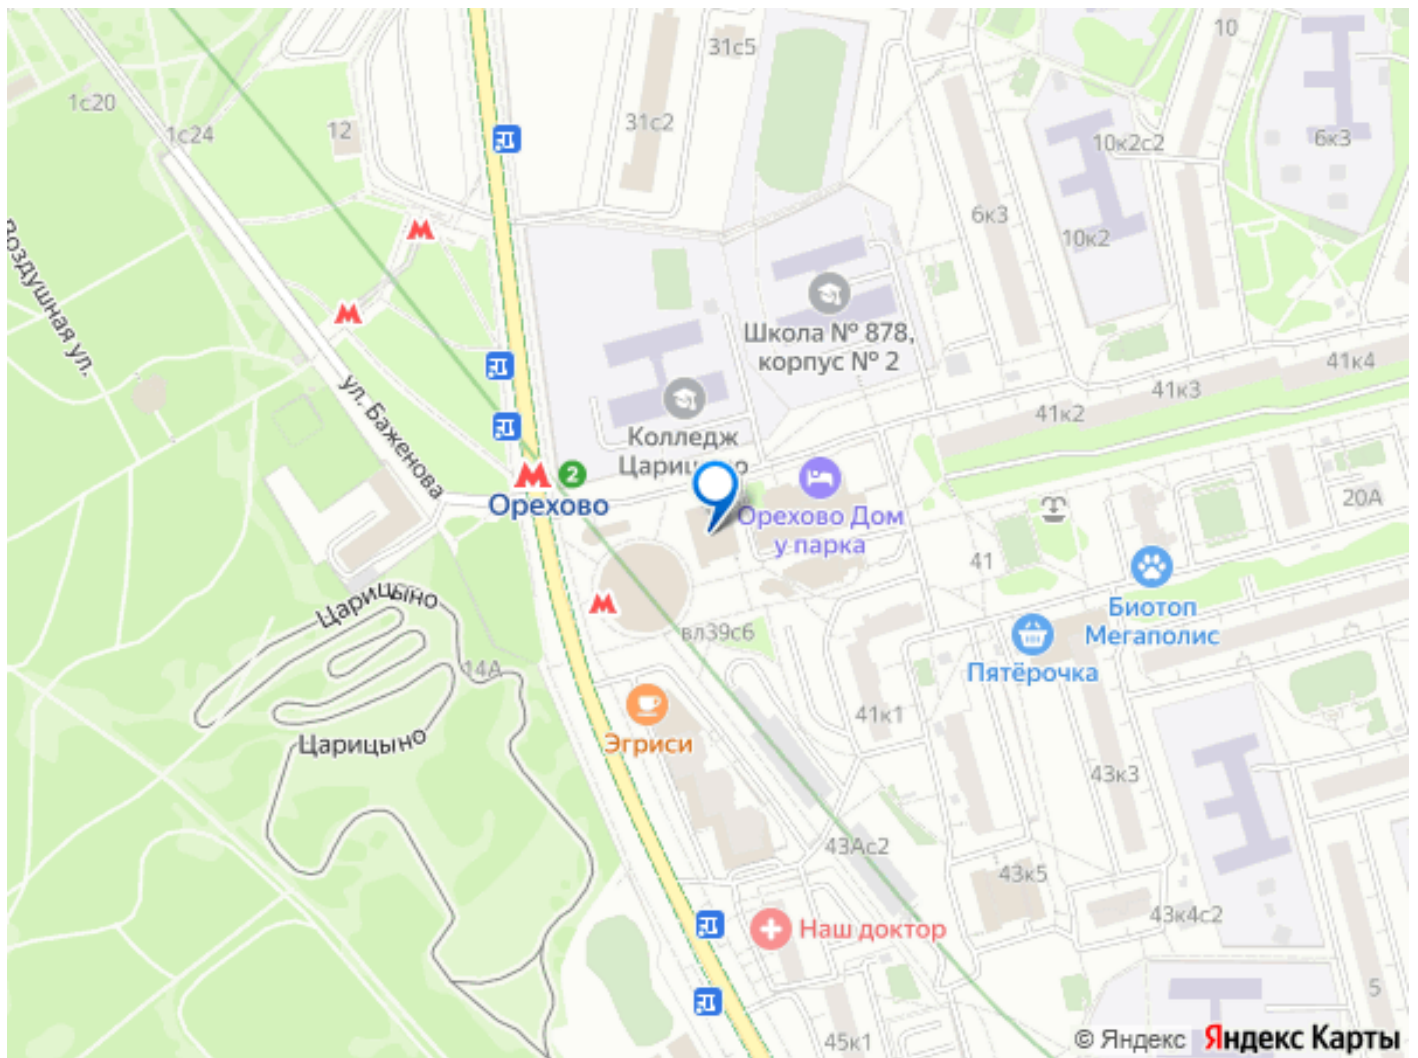 10
31с5
1с20
31с2
12
1с24
6к3
10к2с2
6к3
10к2
Воздушная ул.
Школа № 878,
корпус № 2
41к4
41к3
41к2
ул. Баженова
Колледж
Царицыно
2
Орехово
Орехово Дом
у парка
20А
41
Царицыно
Биотоп
Мегаполис
вл39с6
Пятёрочка
14А
41к1
Эгриси
Царицыно
43к3
43Ас2
43к5
43к4с2
Наш доктор
5
45к1
© Яндекс Яндекс Карты